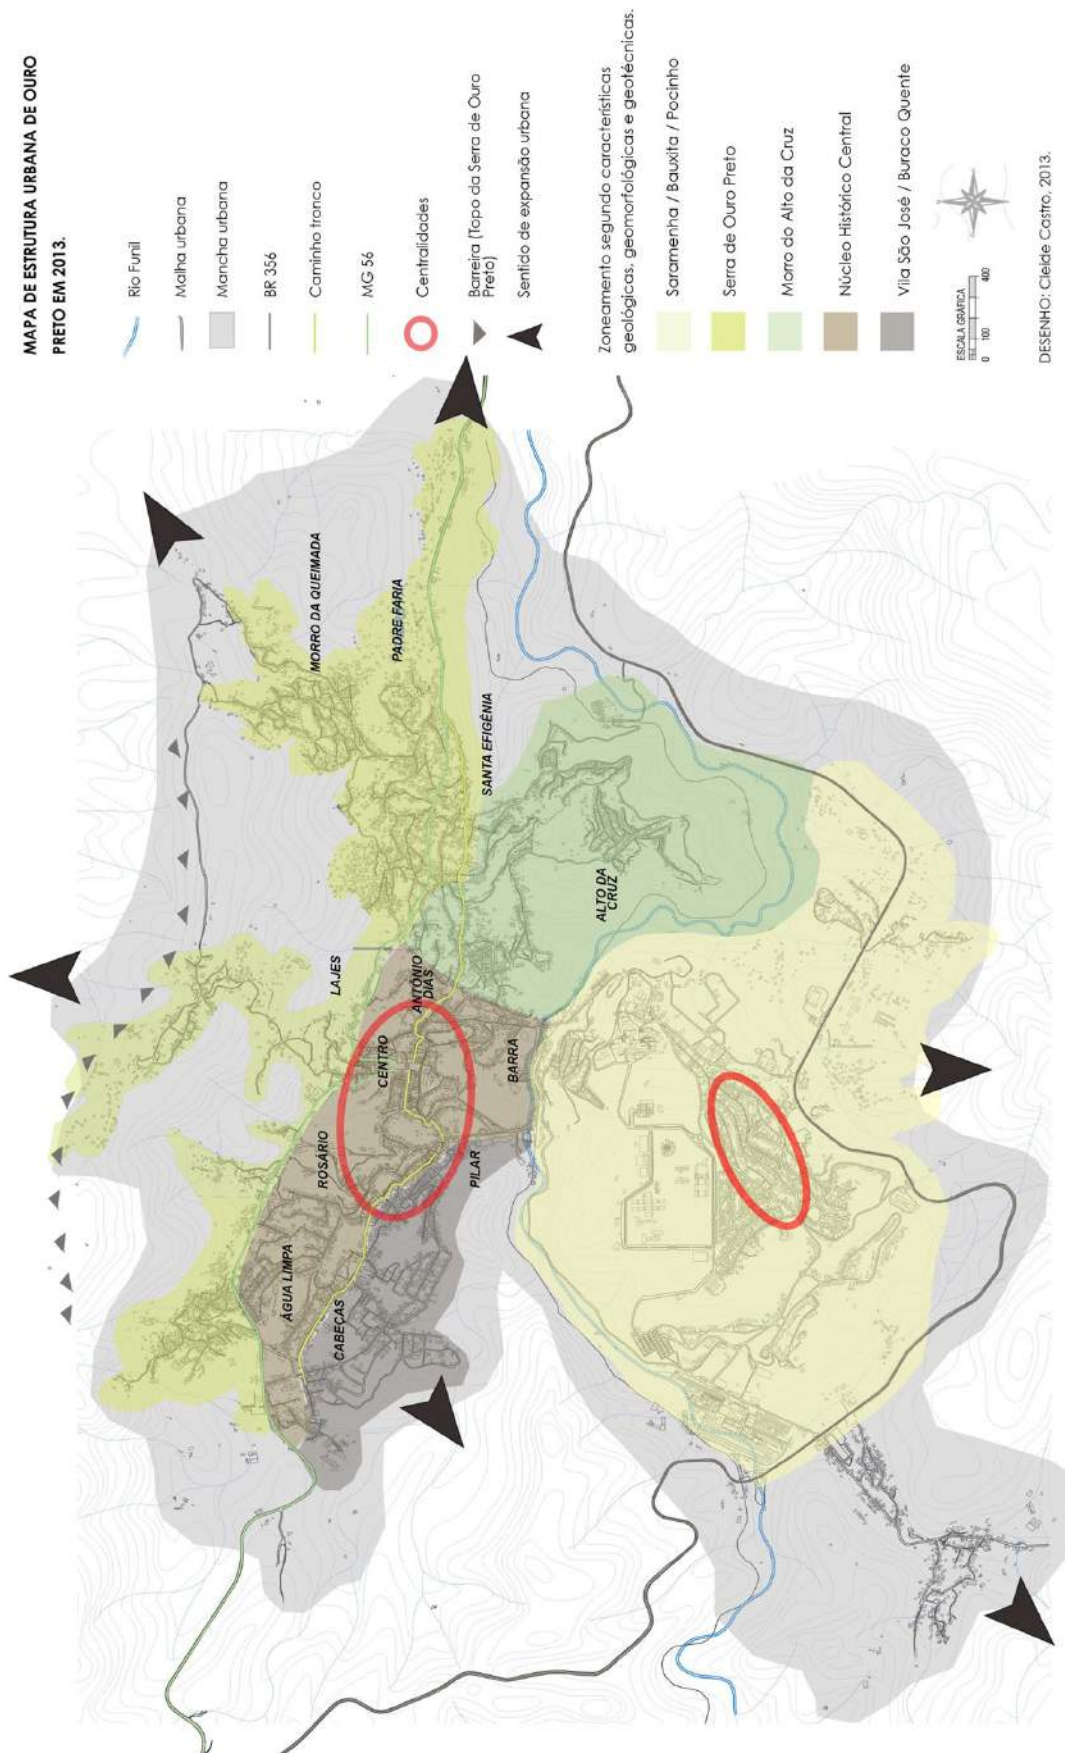 MAPA DE ESTRUTURA URBANA DE OURO
PRETO EM 2013.
Rio Funil
Malha urbana
Mancha urbana
BR 356
Caminho tronco
MG 56
Centralidades
Barreira (Topo da Serra de Ouro
Preto)
Sentido de expansão urbana
Zoneamento segundo características
geológicas, geomorfológicas e geotécnicas.
Saramenha / Bauxita / Pocinho
Serra de Ouro Preto
Morro do Alto da Cruz
Núcleo Histórico Central
Vila São José / Buraco Quente
ESCALA GRÁFICA
0 100 400
DESENHO: Cleide Castro, 2013.
MORRO DA QUEIMADA
PADRE FARIA
SANTA EFIGÊNIA
LAJES
ALTO DA
CRUZ
ANTÔNIO
DIAS
CENTRO
BARRA
ROSÁRIO
PILAR
ÁGUA LIMPA
CABEÇAS